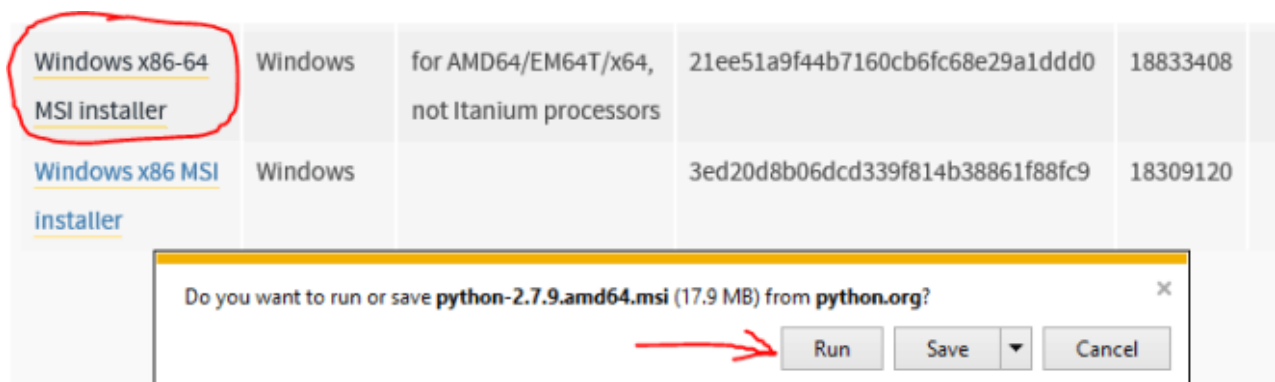 Windows x86-64 Windows for AMD64/EM64T/x64, 21ee51a9f44b7160cb6fc68e29a1ddd0 18833408
MSI installer not Itanium processors
Windows x86 MSI Windows 3ed20d8b06dcd339f814b38861f88fc9 18309120
installer
Do you want to run or save python-2.7.9.amd64.msi (17.9 MB) from python.org?
Run Save Cancel